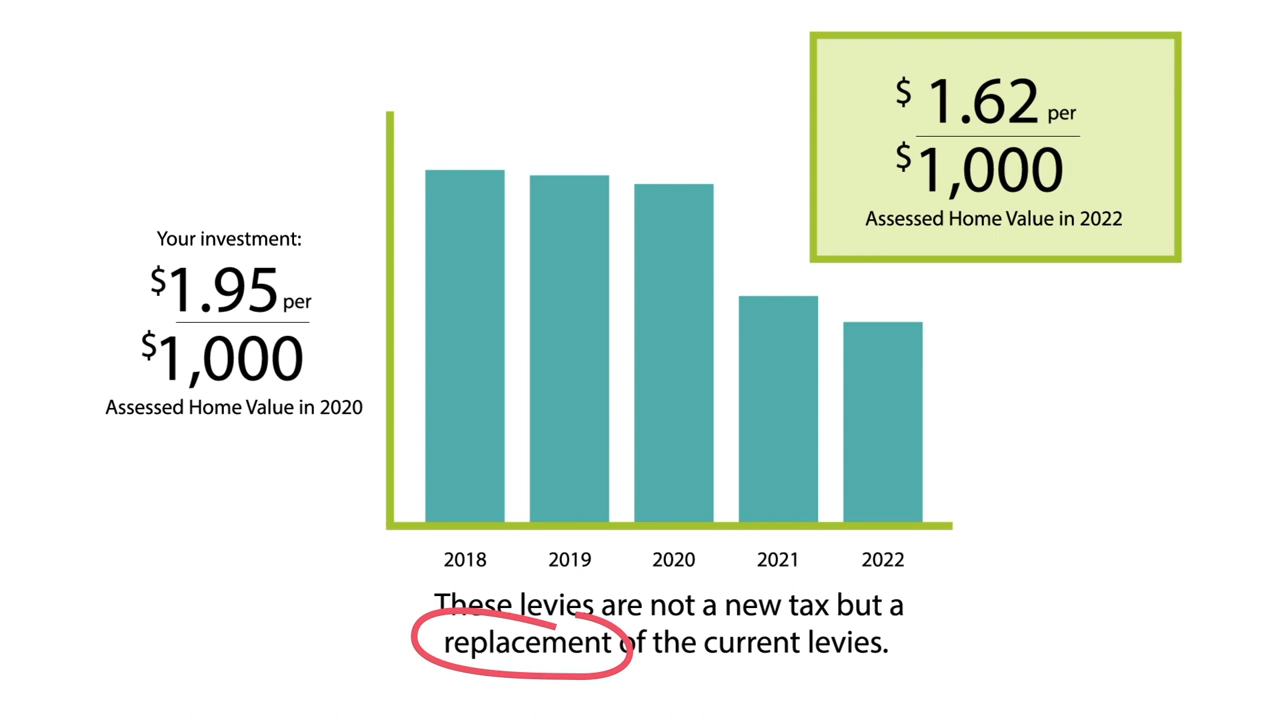 Your investment:
$1.95 per
$1,000
Assessed Home Value in 2020
$ 1.62 per
$1,000
Assessed Home Value in 2022
2018 2019 2020 2021 2022
These levies are not a new tax but a
replacement of the current levies.